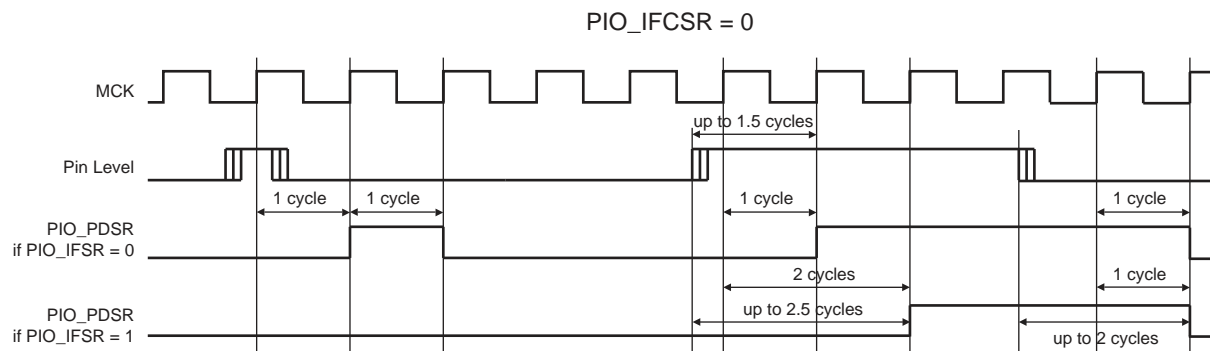 PIO_IFCSR = 0
MCK
up to 1.5 cycles
Pin Level
1 cycle
1 cycle
1 cycle
1 cycle
PIO_PDSR
if PIO_IFSR = 0
2 cycles
1 cycle
PIO_PDSR
if PIO_IFSR = 1
up to 2.5 cycles
up to 2 cycles